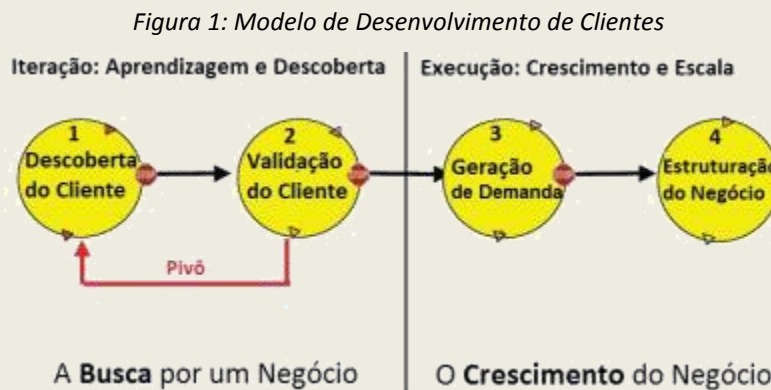 Figura 1: Modelo de Desenvolvimento de Clientes
Iteração: Aprendizagem e Descoberta
Execução: Crescimento e Escala
1
Descoberta
do Cliente
2
Validação
do Cliente
3
Geração
de Demanda
4
Estruturação
do Negócio
Pivô
A Busca por um Negócio
O Crescimento do Negócio